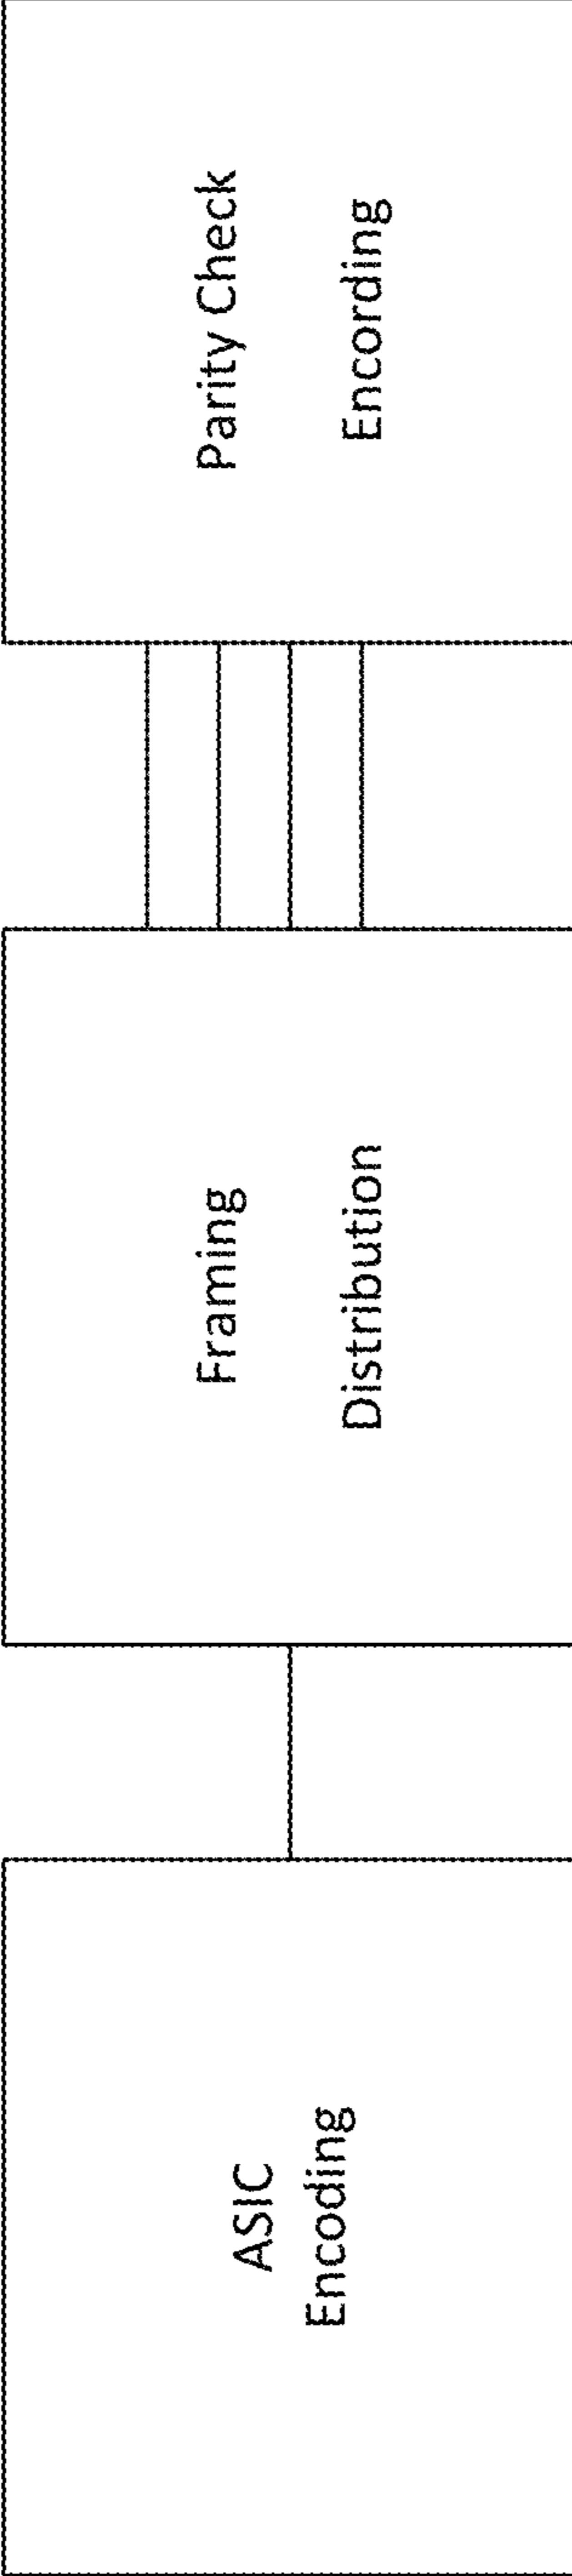 ASIC
Encoding
Framing
Distribution
Parity Check
Encording